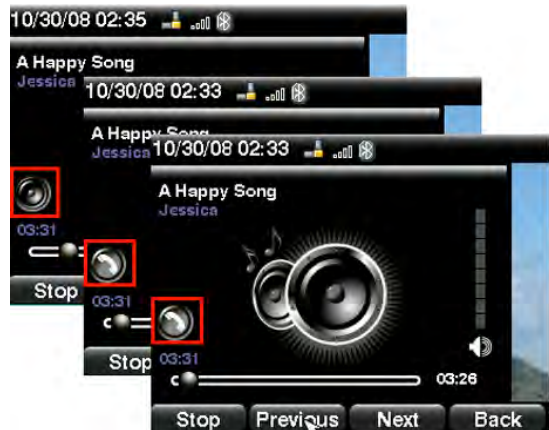 10/30/08 02:35
A Happy Song
Jessica
03:31
Stop
10/30/08 02:33
A Happy Song
Jessica
03:31
Stop
10/30/08 02:33
A Happy Song
Jessica
03:31
03:26
Stop Previous Next Back